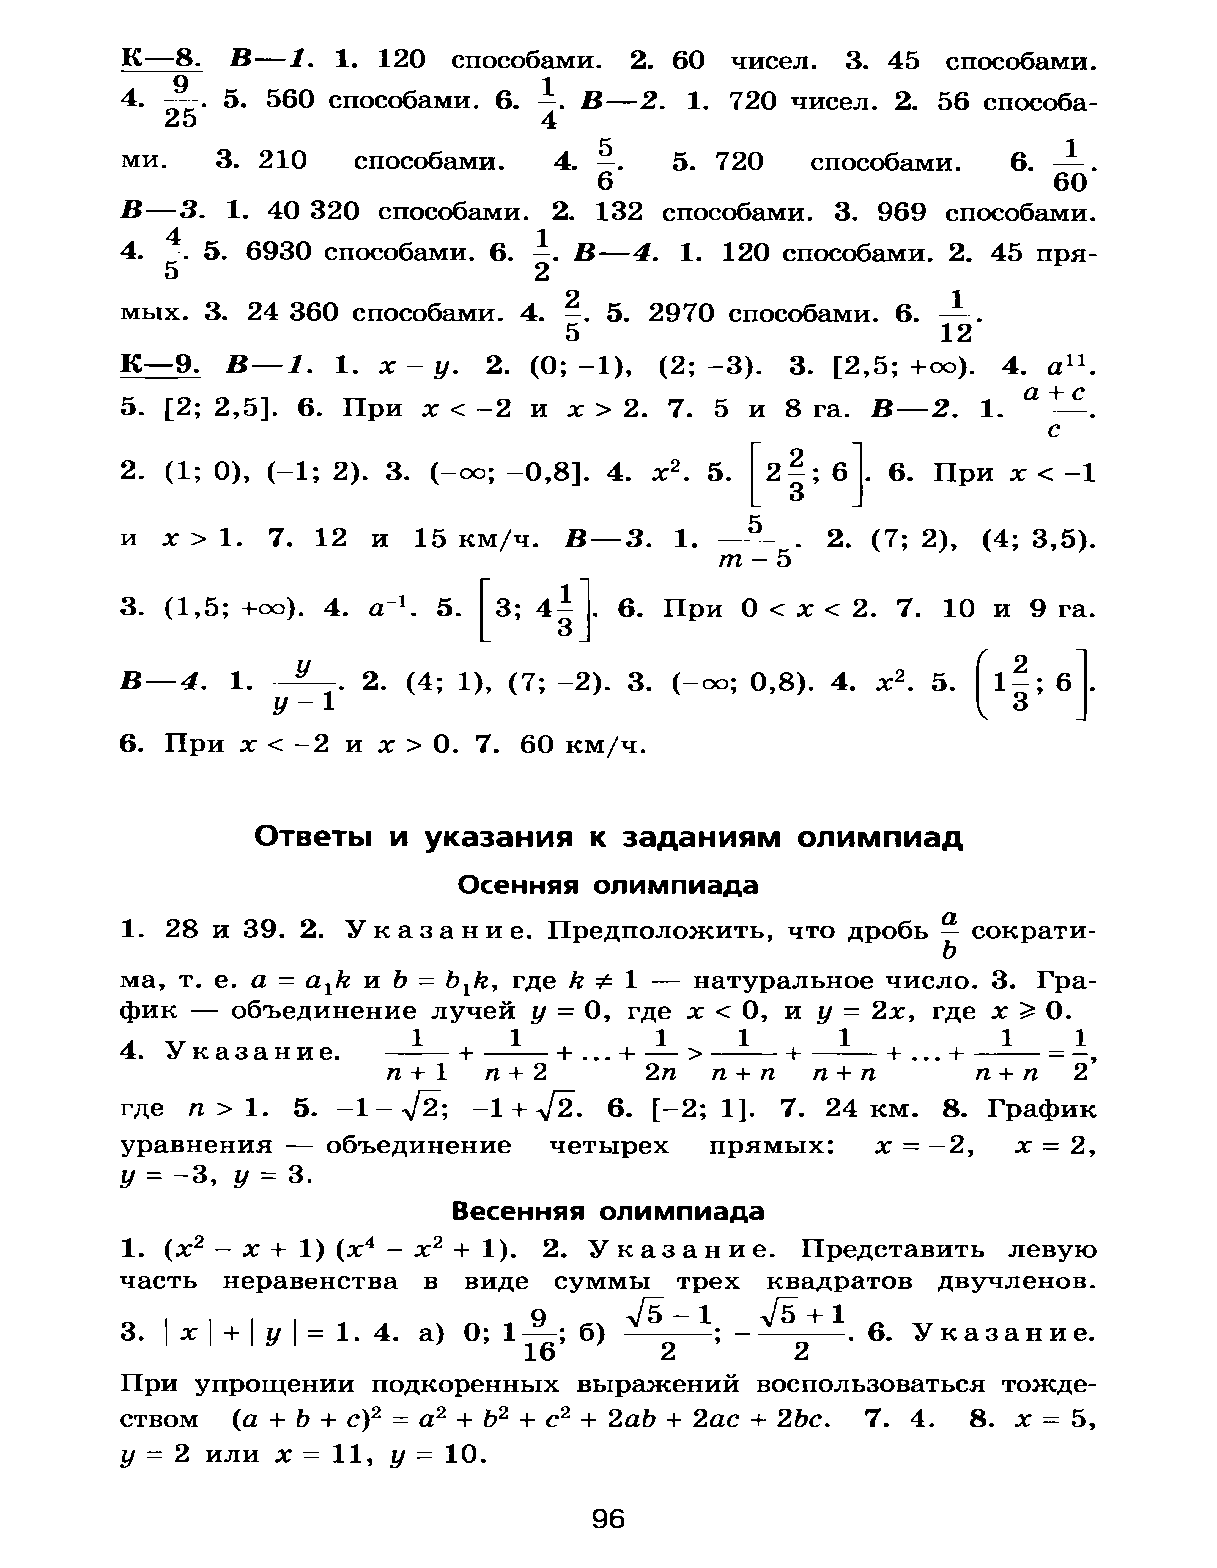 К—8. В—1. 1. 120 способами. 2. 60 чисел. 3. 45 способами.
4. 9/25. 5. 560 способами. 6. 1/4. В—2. 1. 720 чисел. 2. 56 способа-
ми. 3. 210 способами. 4. 5/6. 5. 720 способами. 6. 1/60.
В—3. 1. 40 320 способами. 2. 132 способами. 3. 969 способами.
4. 4/5. 5. 6930 способами. 6. 1/2. В—4. 1. 120 способами. 2. 45 пря-
мых. 3. 24 360 способами. 4. 2/5. 5. 2970 способами. 6. 1/12.
К—9. В—1. 1. x – y. 2. (0; –1), (2; –3). 3. [2,5; +∞). 4. a¹¹.
5. [2; 2,5]. 6. При x < –2 и x > 2. 7. 5 и 8 га. В—2. 1. (a + c)/c.
2. (1; 0), (–1; 2). 3. (–∞; –0,8]. 4. x². 5. [2 2/3; 6]. 6. При x < –1
и x > 1. 7. 12 и 15 км/ч. В—3. 1. 5/(m – 5). 2. (7; 2), (4; 3,5).
3. (1,5; +∞). 4. a⁻¹. 5. [3; 4 1/3]. 6. При 0 < x < 2. 7. 10 и 9 га.
В—4. 1. y/(y – 1). 2. (4; 1), (7; –2). 3. (–∞; 0,8). 4. x². 5. (1 2/3; 6].
6. При x < –2 и x > 0. 7. 60 км/ч.
Ответы и указания к заданиям олимпиад
Осенняя олимпиада
1. 28 и 39. 2. Указание. Предположить, что дробь a/b сократи-
ма, т. е. a = a₁k и b = b₁k, где k ≠ 1 — натуральное число. 3. Гра-
фик — объединение лучей y = 0, где x < 0, и y = 2x, где x ⩾ 0.
4. Указание. 1/(n + 1) + 1/(n + 2) + ... + 1/2n > 1/(n + n) + 1/(n + n) + ... + 1/(n + n) = 1/2,
где n > 1. 5. –1 – √2; –1 + √2. 6. [–2; 1]. 7. 24 км. 8. График
уравнения — объединение четырех прямых: x = –2, x = 2,
y = –3, y = 3.
Весенняя олимпиада
1. (x² – x + 1) (x⁴ – x² + 1). 2. Указание. Представить левую
часть неравенства в виде суммы трех квадратов двучленов.
3. | x | + | y | = 1. 4. а) 0; 1 9/16; б) (√5 – 1)/2; –(√5 + 1)/2. 6. Указание.
При упрощении подкоренных выражений воспользоваться тожде-
ством (a + b + c)² = a² + b² + c² + 2ab + 2ac + 2bc. 7. 4. 8. x = 5,
y = 2 или x = 11, y = 10.
96